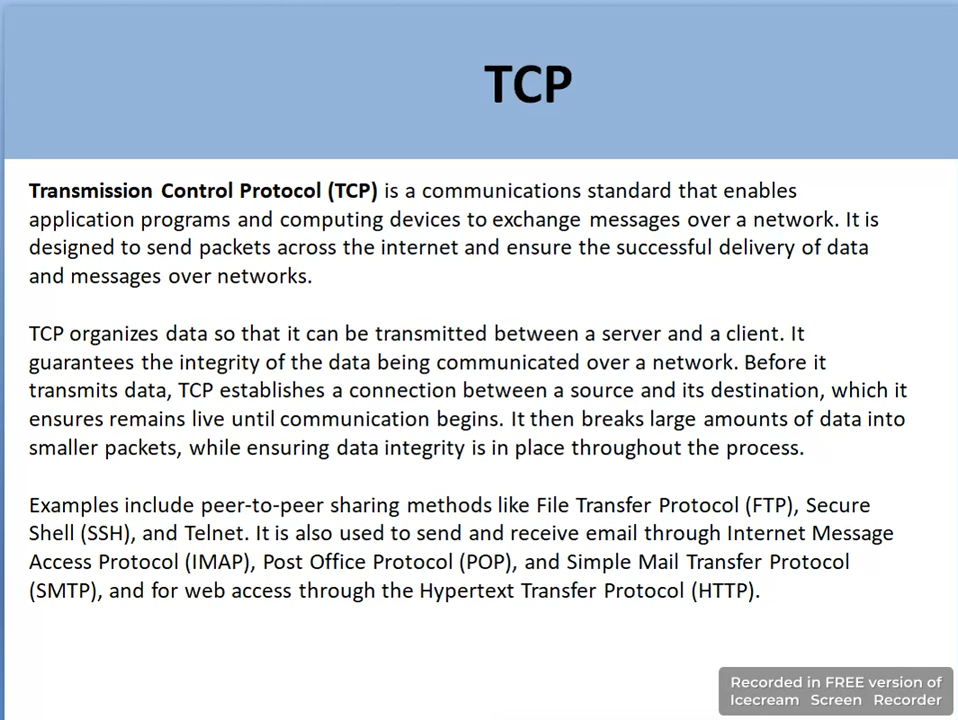 TCP
Transmission Control Protocol (TCP) is a communications standard that enables
application programs and computing devices to exchange messages over a network. It is
designed to send packets across the internet and ensure the successful delivery of data
and messages over networks.
TCP organizes data so that it can be transmitted between a server and a client. It
guarantees the integrity of the data being communicated over a network. Before it
transmits data, TCP establishes a connection between a source and its destination, which it
ensures remains live until communication begins. It then breaks large amounts of data into
smaller packets, while ensuring data integrity is in place throughout the process.
Examples include peer-to-peer sharing methods like File Transfer Protocol (FTP), Secure
Shell (SSH), and Telnet. It is also used to send and receive email through Internet Message
Access Protocol (IMAP), Post Office Protocol (POP), and Simple Mail Transfer Protocol
(SMTP), and for web access through the Hypertext Transfer Protocol (HTTP).
Recorded in FREE version of
Icecream Screen Recorder